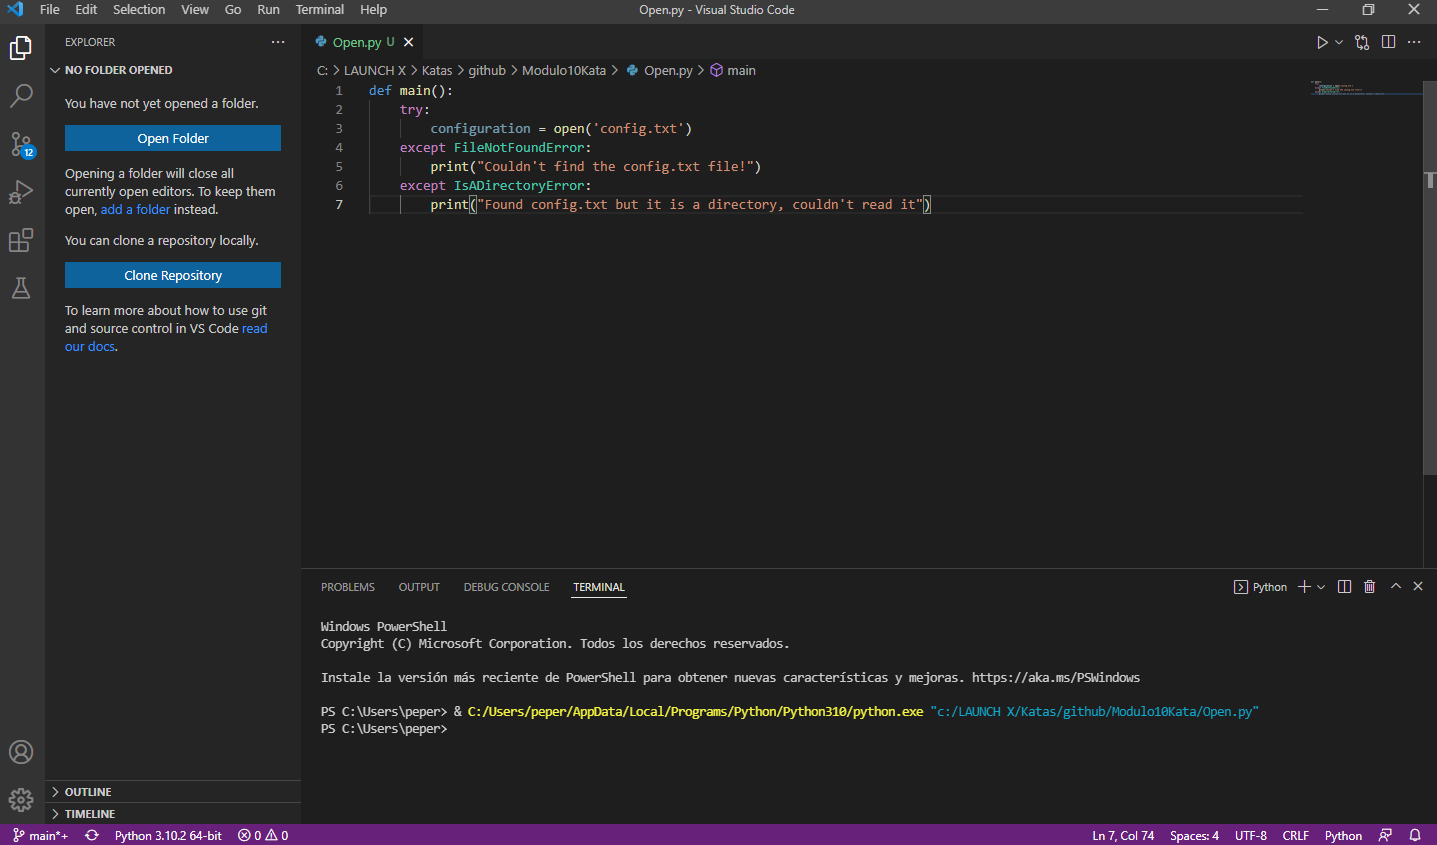 File Edit Selection View Go Run Terminal Help
Open.py - Visual Studio Code
EXPLORER
NO FOLDER OPENED
You have not yet opened a folder.
Open Folder
Opening a folder will close all
currently open editors. To keep them
open, add a folder instead.
You can clone a repository locally.
Clone Repository
To learn more about how to use git
and source control in VS Code read
our docs.
12
OUTLINE
TIMELINE
Open.py U
C: > LAUNCH X > Katas > github > Modulo10Kata > Open.py > main
1 def main():
2     try:
3         configuration = open('config.txt')
4     except FileNotFoundError:
5         print("Couldn't find the config.txt file!")
6     except IsADirectoryError:
7         print("Found config.txt but it is a directory, couldn't read it")
PROBLEMS OUTPUT DEBUG CONSOLE TERMINAL
Python
Windows PowerShell
Copyright (C) Microsoft Corporation. Todos los derechos reservados.
Instale la versión más reciente de PowerShell para obtener nuevas características y mejoras. https://aka.ms/PSWindows
PS C:\Users\peper> & C:/Users/peper/AppData/Local/Programs/Python/Python310/python.exe "c:/LAUNCH X/Katas/github/Modulo10Kata/Open.py"
PS C:\Users\peper>
main*+ Python 3.10.2 64-bit 0 0
Ln 7, Col 74 Spaces: 4 UTF-8 CRLF Python